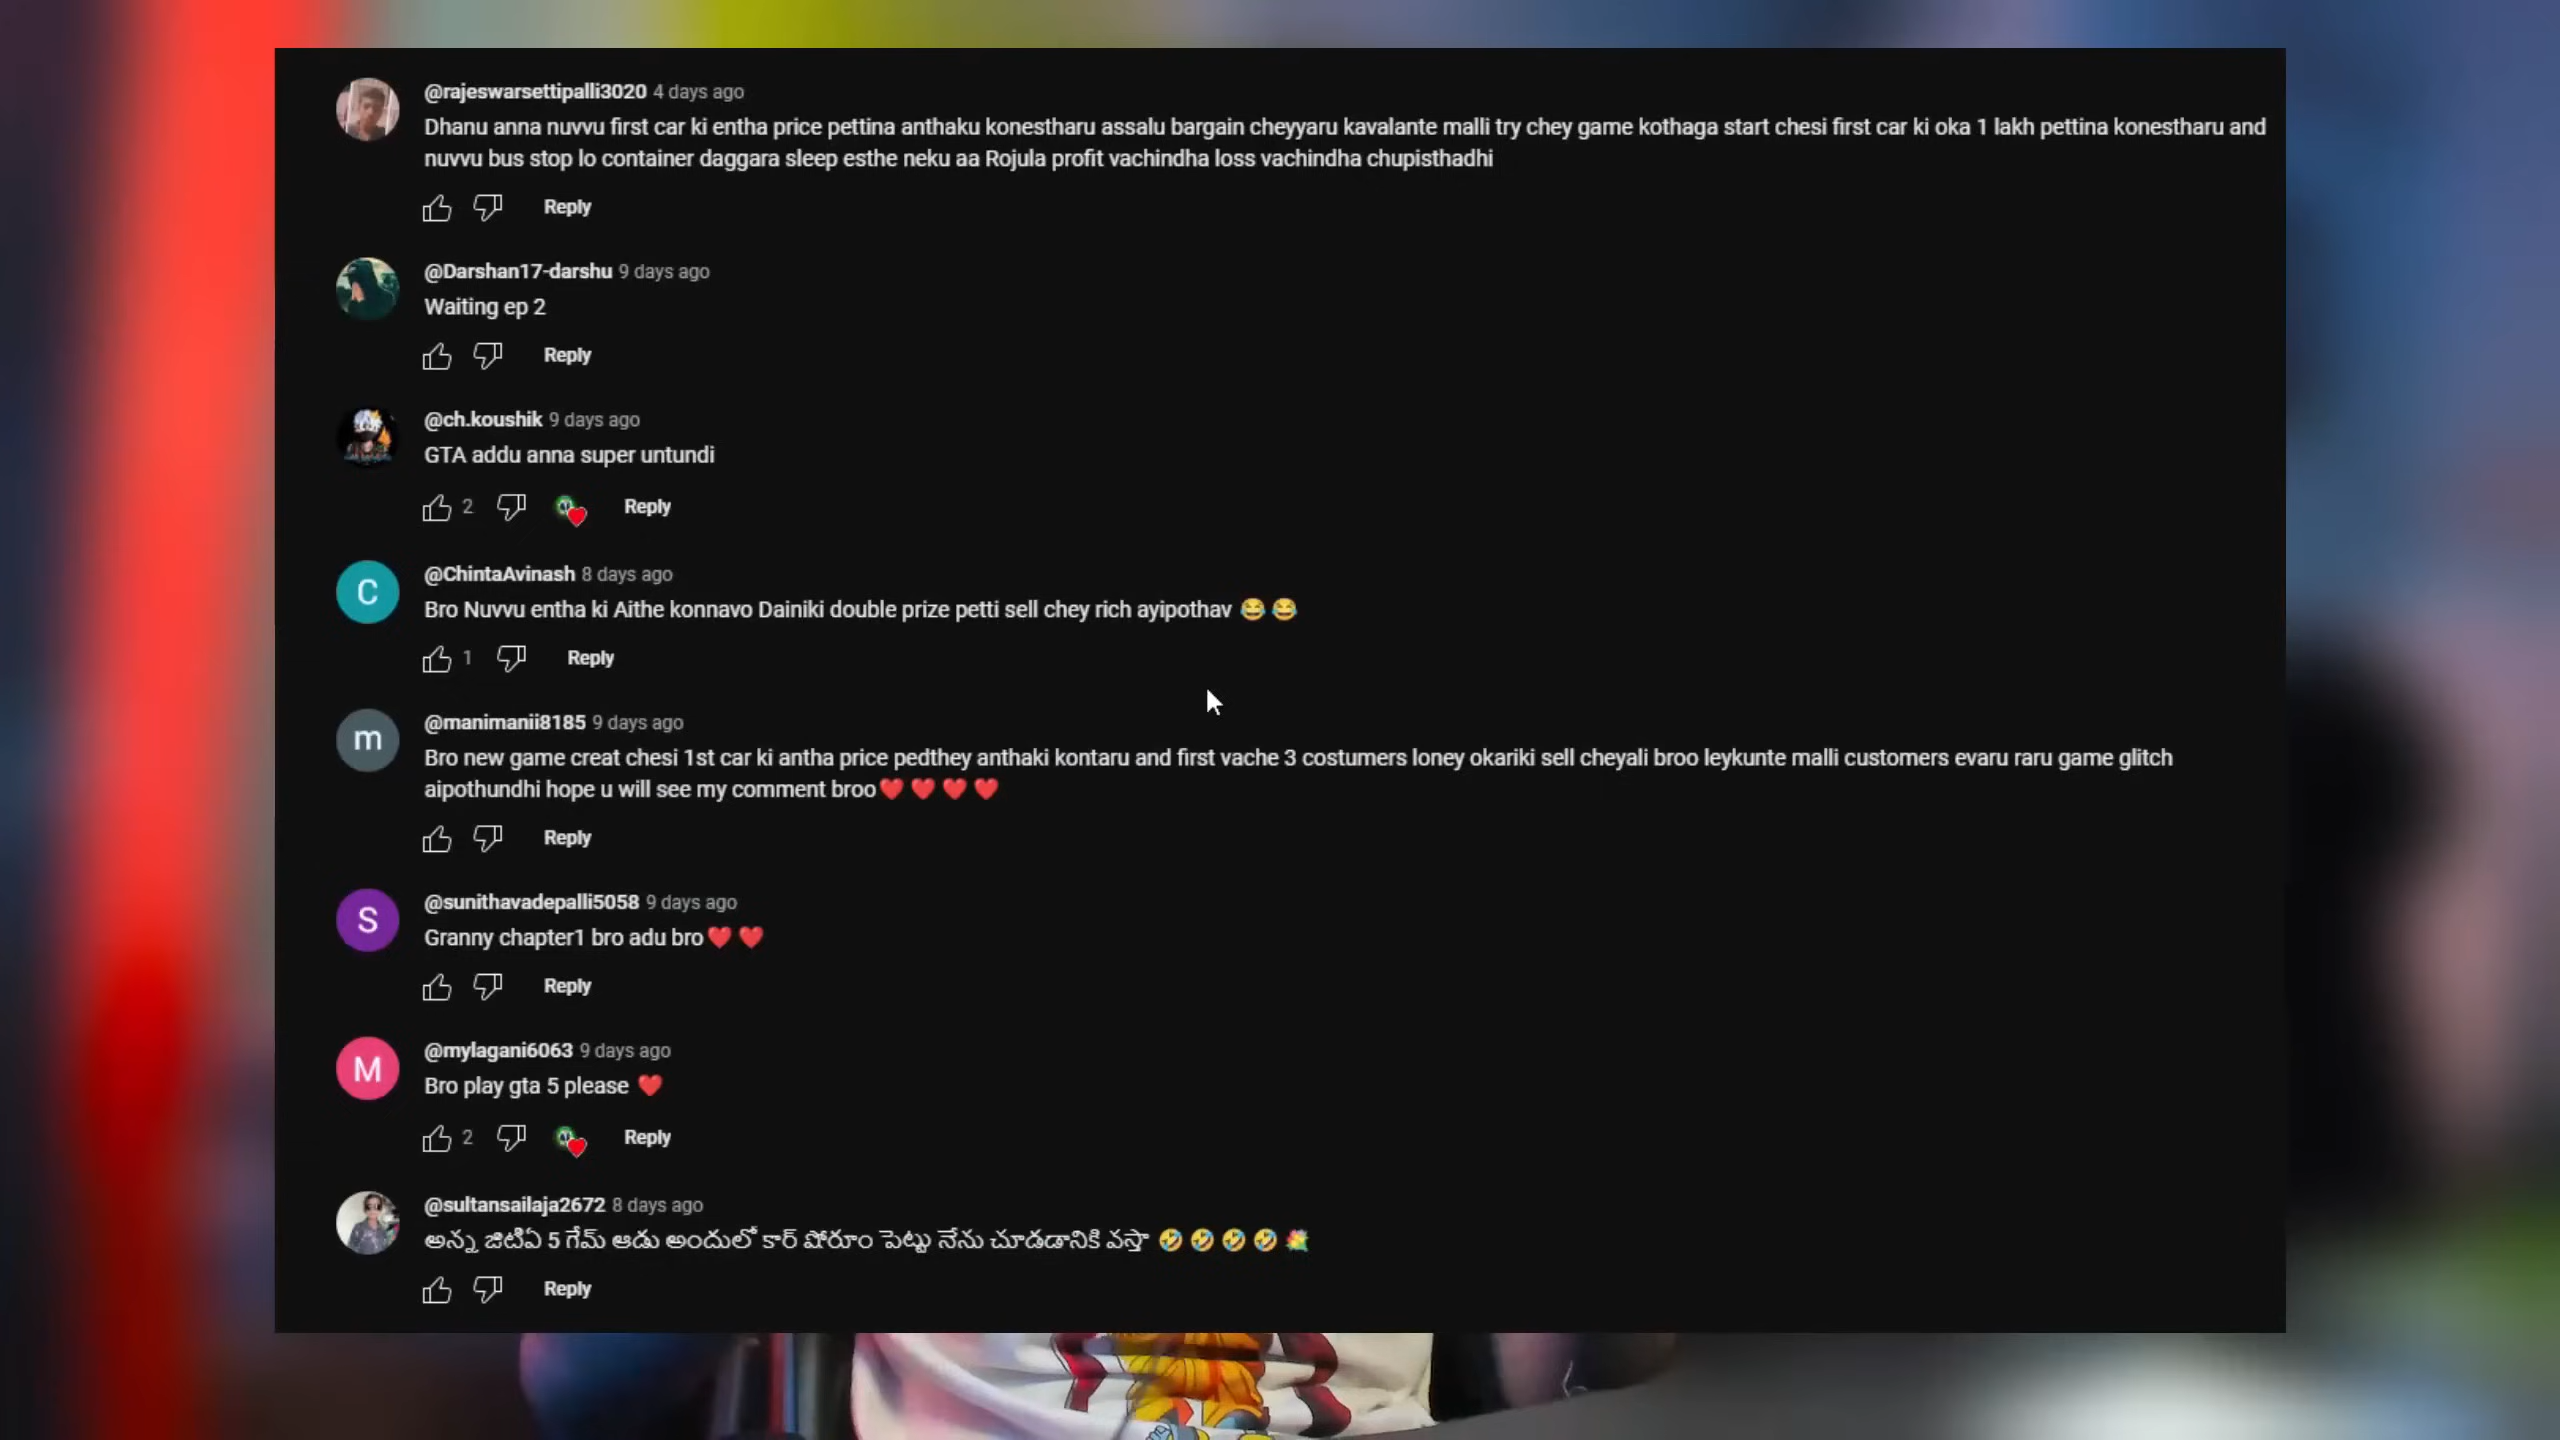 @rajeswarsettipalli3020 4 days ago
Dhanu anna nuvvu first car ki entha price pettina anthaku konestharu assalu bargain cheyyaru kavalante malli try chey game kothaga start chesi first car ki oka 1 lakh pettina konestharu and
nuvvu bus stop lo container daggara sleep esthe neku aa Rojula profit vachindha loss vachindha chupisthadhi
Reply
@Darshan17-darshu 9 days ago
Waiting ep 2
Reply
@ch.koushik 9 days ago
GTA addu anna super untundi
2 Reply
C
@ChintaAvinash 8 days ago
Bro Nuvvu entha ki Aithe konnavo Dainiki double prize petti sell chey rich ayipothav 😂😂
1 Reply
m
@manimanii8185 9 days ago
Bro new game creat chesi 1st car ki antha price pedthey anthaki kontaru and first vache 3 costumers loney okariki sell cheyali broo leykunte malli customers evaru raru game glitch
aipothundhi hope u will see my comment broo❤️❤️❤️❤️
Reply
S
@sunithavadepalli5058 9 days ago
Granny chapter1 bro adu bro❤️❤️
Reply
M
@mylagani6063 9 days ago
Bro play gta 5 please ❤️
2 Reply
@sultansailaja2672 8 days ago
అన్న జిటిఏ 5 గేమ్ ఆడు అందులో కార్ షోరూం పెట్టు నేను చూడడానికి వస్తా 🤣🤣🤣🤣💐
Reply